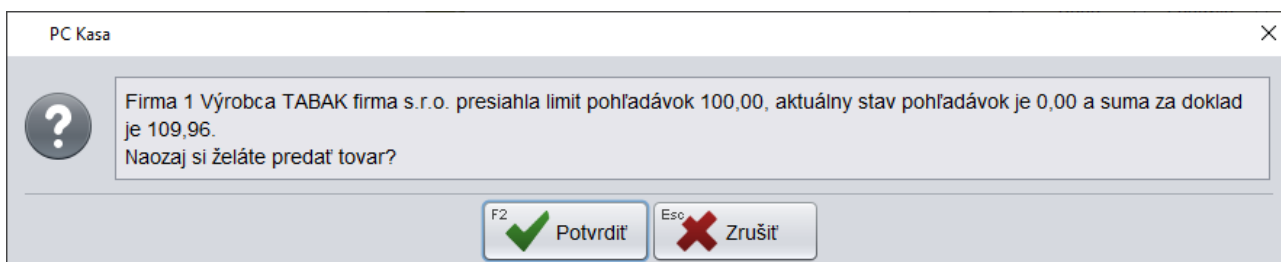 PC Kasa
Firma 1 Výrobca TABAK firma s.r.o. presiahla limit pohľadávok 100,00, aktuálny stav pohľadávok je 0,00 a suma za doklad
je 109,96.
Naozaj si želáte predať tovar?
F2 Potvrdiť
Esc Zrušiť